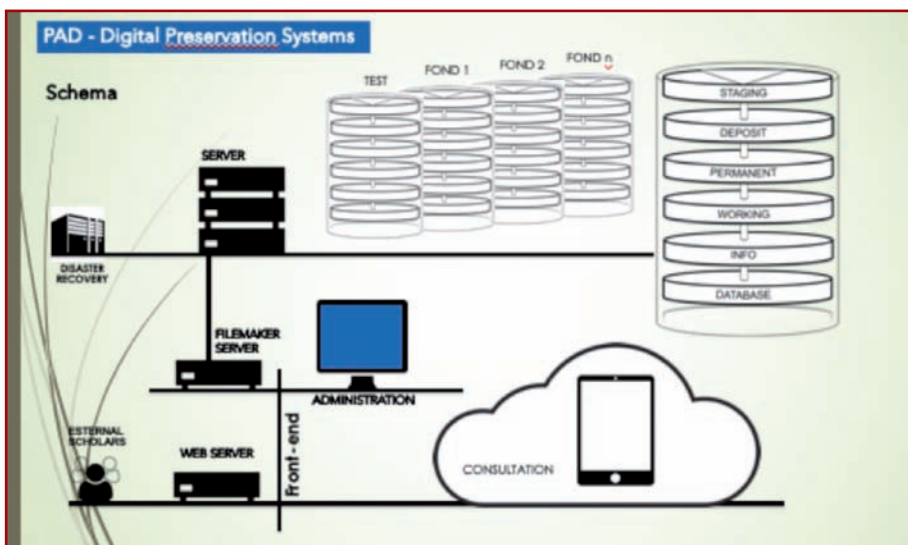 PAD - Digital Preservation Systems
Schema
TEST
FOND 1
FOND 2
FOND n
STAGING
DEPOSIT
PERMANENT
WORKING
INFO
DATABASE
SERVER
DISASTER
RECOVERY
FILEMAKER
SERVER
ADMINISTRATION
ESTERNAL
SCHOLARS
WEB SERVER
Front-end
CONSULTATION